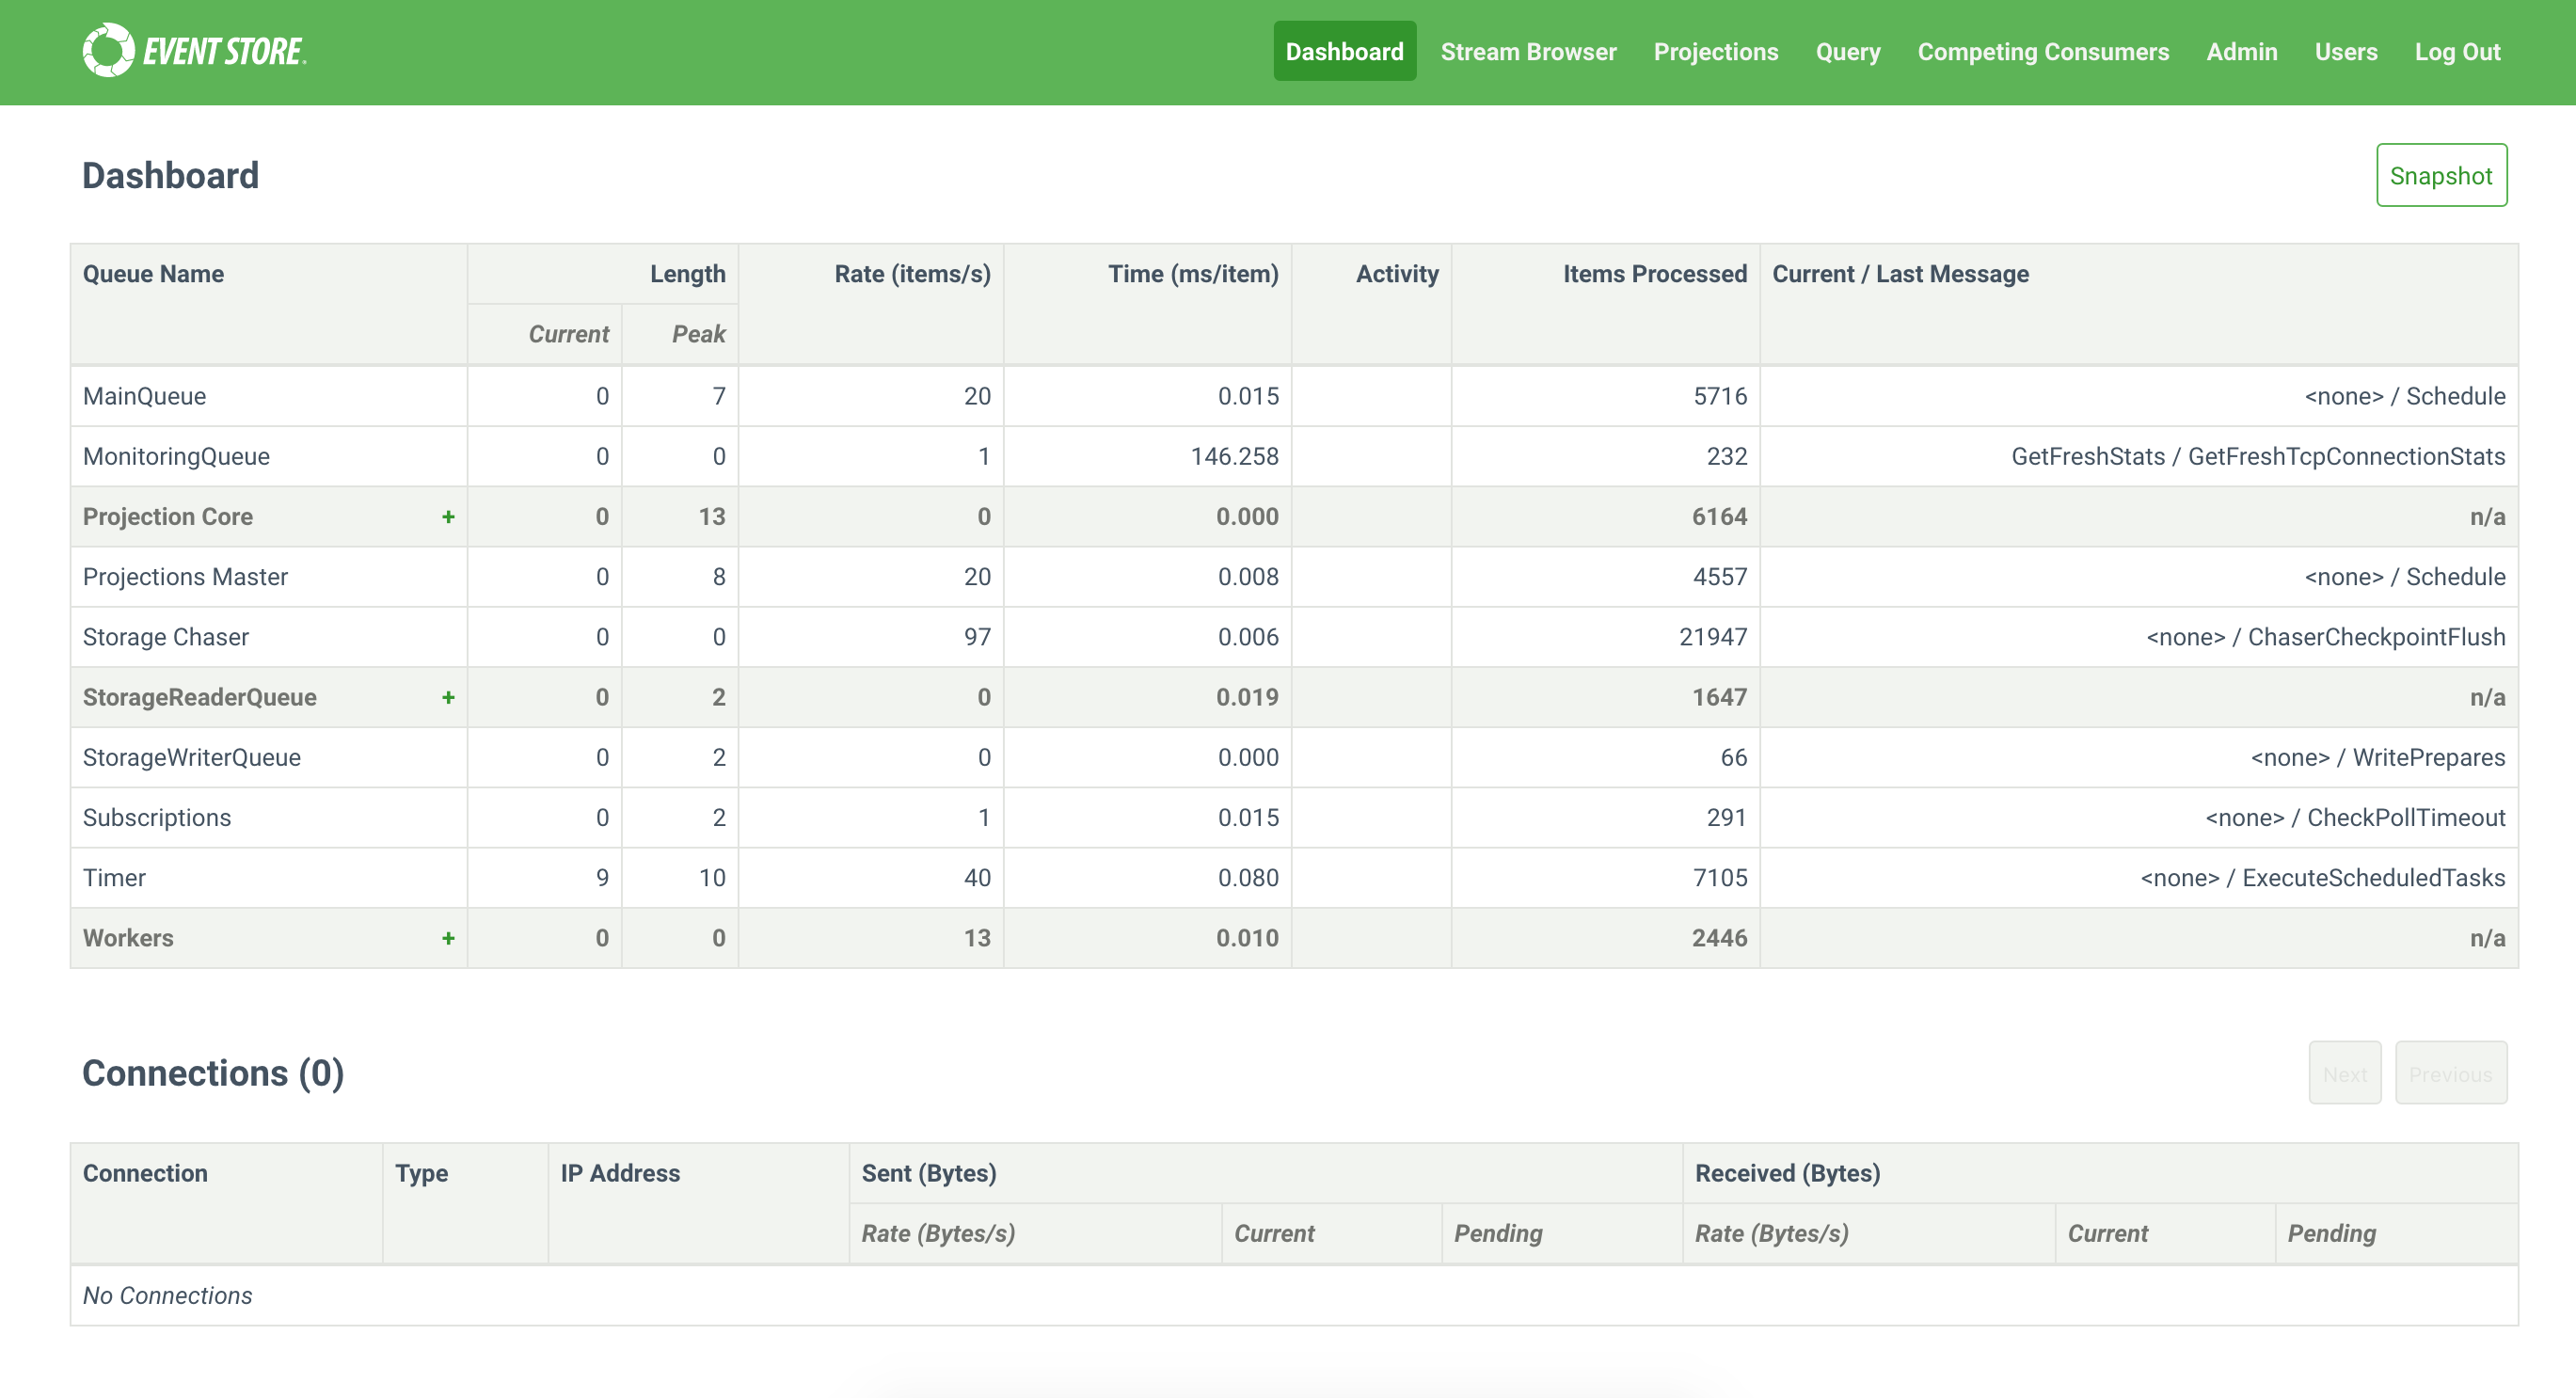 EVENT STORE.
Dashboard Stream Browser Projections Query Competing Consumers Admin Users Log Out
Dashboard
Snapshot
Queue Name Length Rate (items/s) Time (ms/item) Activity Items Processed Current / Last Message
Current Peak
MainQueue 0 7 20 0.015 5716 <none> / Schedule
MonitoringQueue 0 0 1 146.258 232 GetFreshStats / GetFreshTcpConnectionStats
Projection Core + 0 13 0 0.000 6164 n/a
Projections Master 0 8 20 0.008 4557 <none> / Schedule
Storage Chaser 0 0 97 0.006 21947 <none> / ChaserCheckpointFlush
StorageReaderQueue + 0 2 0 0.019 1647 n/a
StorageWriterQueue 0 2 0 0.000 66 <none> / WritePrepares
Subscriptions 0 2 1 0.015 291 <none> / CheckPollTimeout
Timer 9 10 40 0.080 7105 <none> / ExecuteScheduledTasks
Workers + 0 0 13 0.010 2446 n/a
Connections (0)
Next Previous
Connection Type IP Address Sent (Bytes) Received (Bytes)
Rate (Bytes/s) Current Pending Rate (Bytes/s) Current Pending
No Connections